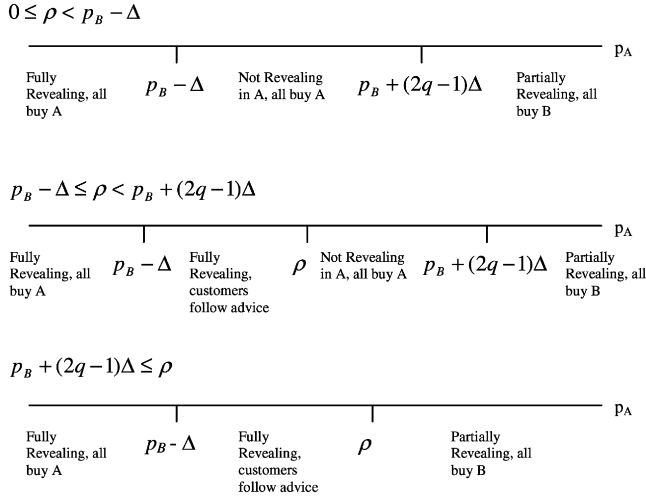 0 ≤ ρ < p_B − Δ
p_A
Fully
Revealing, all
buy A
p_B − Δ
Not Revealing
in A, all buy A
p_B + (2q − 1)Δ
Partially
Revealing, all
buy B
p_B − Δ ≤ ρ < p_B + (2q − 1)Δ
p_A
Fully
Revealing, all
buy A
p_B − Δ
Fully
Revealing,
customers
follow advice
ρ
Not Revealing
in A, all buy A
p_B + (2q − 1)Δ
Partially
Revealing, all
buy B
p_B + (2q − 1)Δ ≤ ρ
p_A
Fully
Revealing, all
buy A
p_B - Δ
Fully
Revealing,
customers
follow advice
ρ
Partially
Revealing, all
buy B